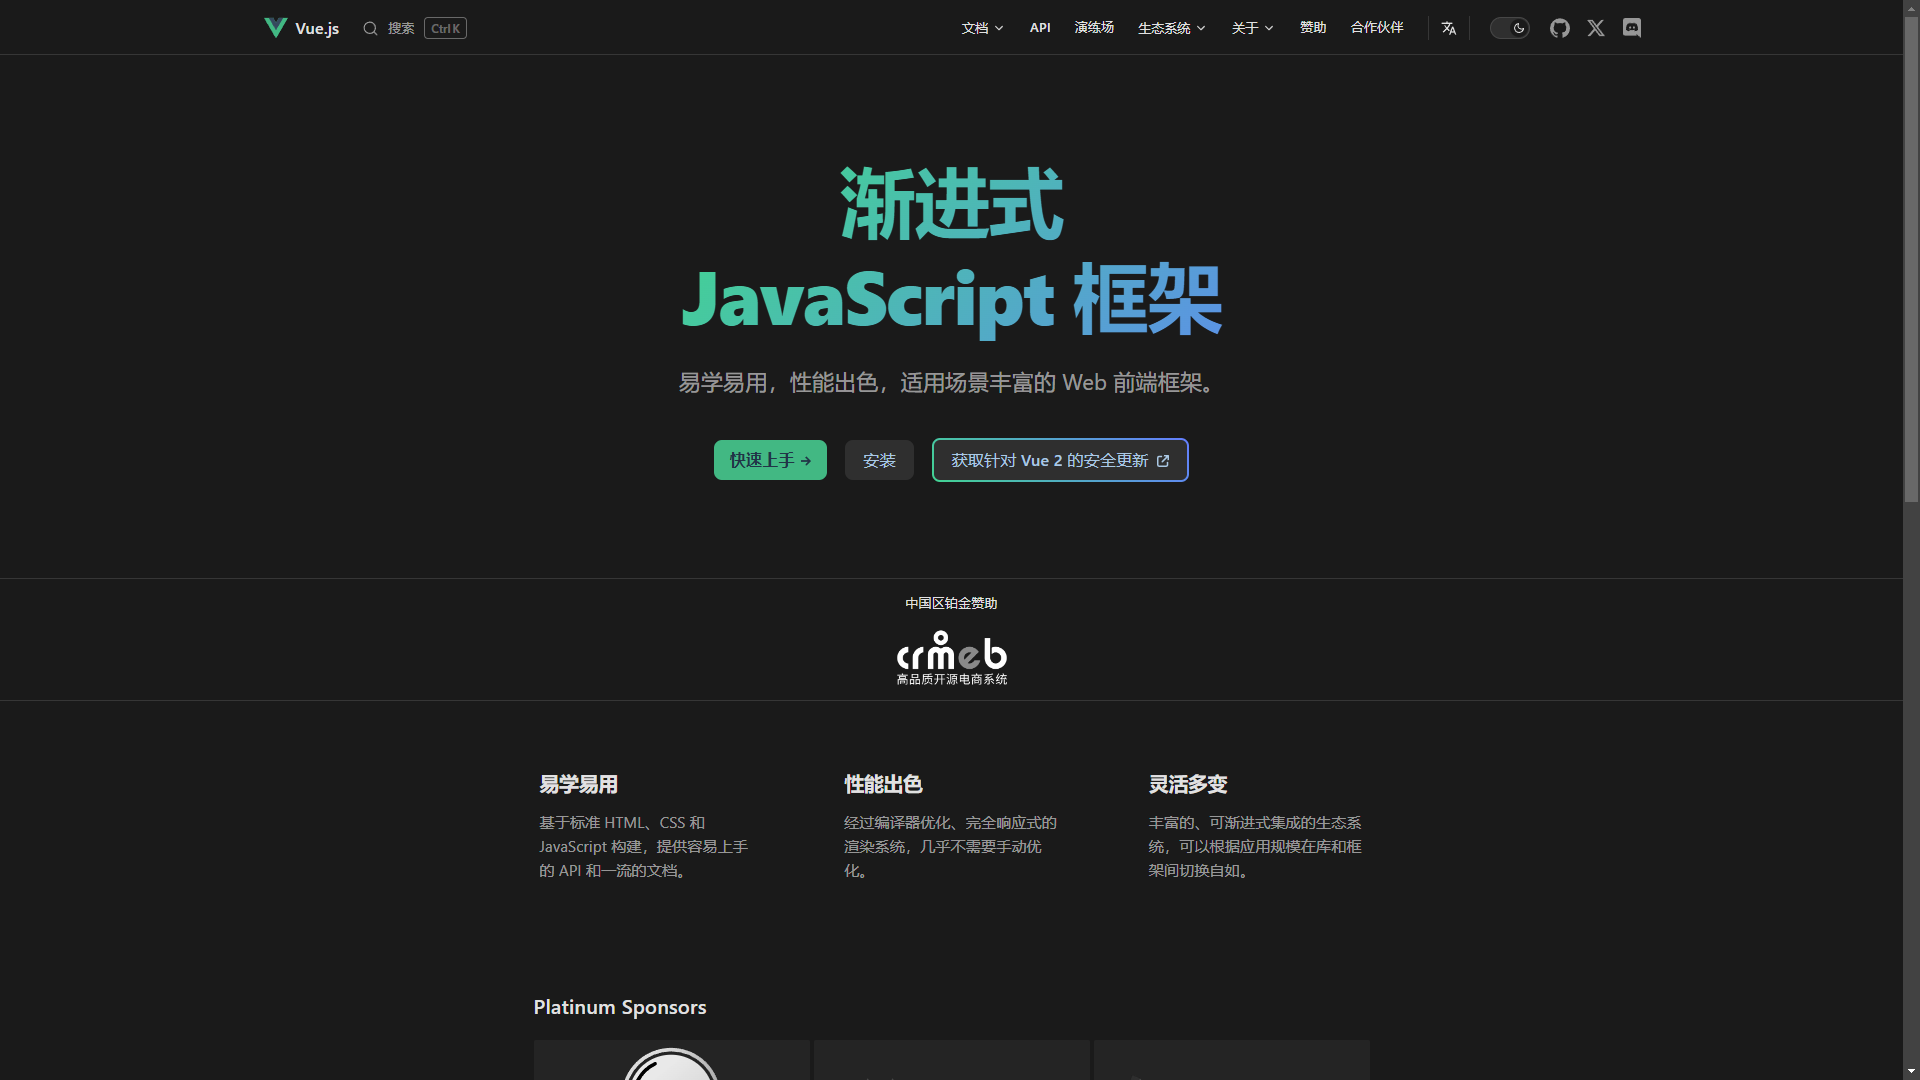 Vue.js
搜索
Ctrl K
文档
API
演练场
生态系统
关于
赞助
合作伙伴
渐进式
JavaScript 框架
易学易用，性能出色，适用场景丰富的 Web 前端框架。
快速上手
安装
获取针对 Vue 2 的安全更新
中国区铂金赞助
crmeb
高品质开源电商系统
易学易用
基于标准 HTML、CSS 和
JavaScript 构建，提供容易上手
的 API 和一流的文档。
性能出色
经过编译器优化、完全响应式的
渲染系统，几乎不需要手动优
化。
灵活多变
丰富的、可渐进式集成的生态系
统，可以根据应用规模在库和框
架间切换自如。
Platinum Sponsors